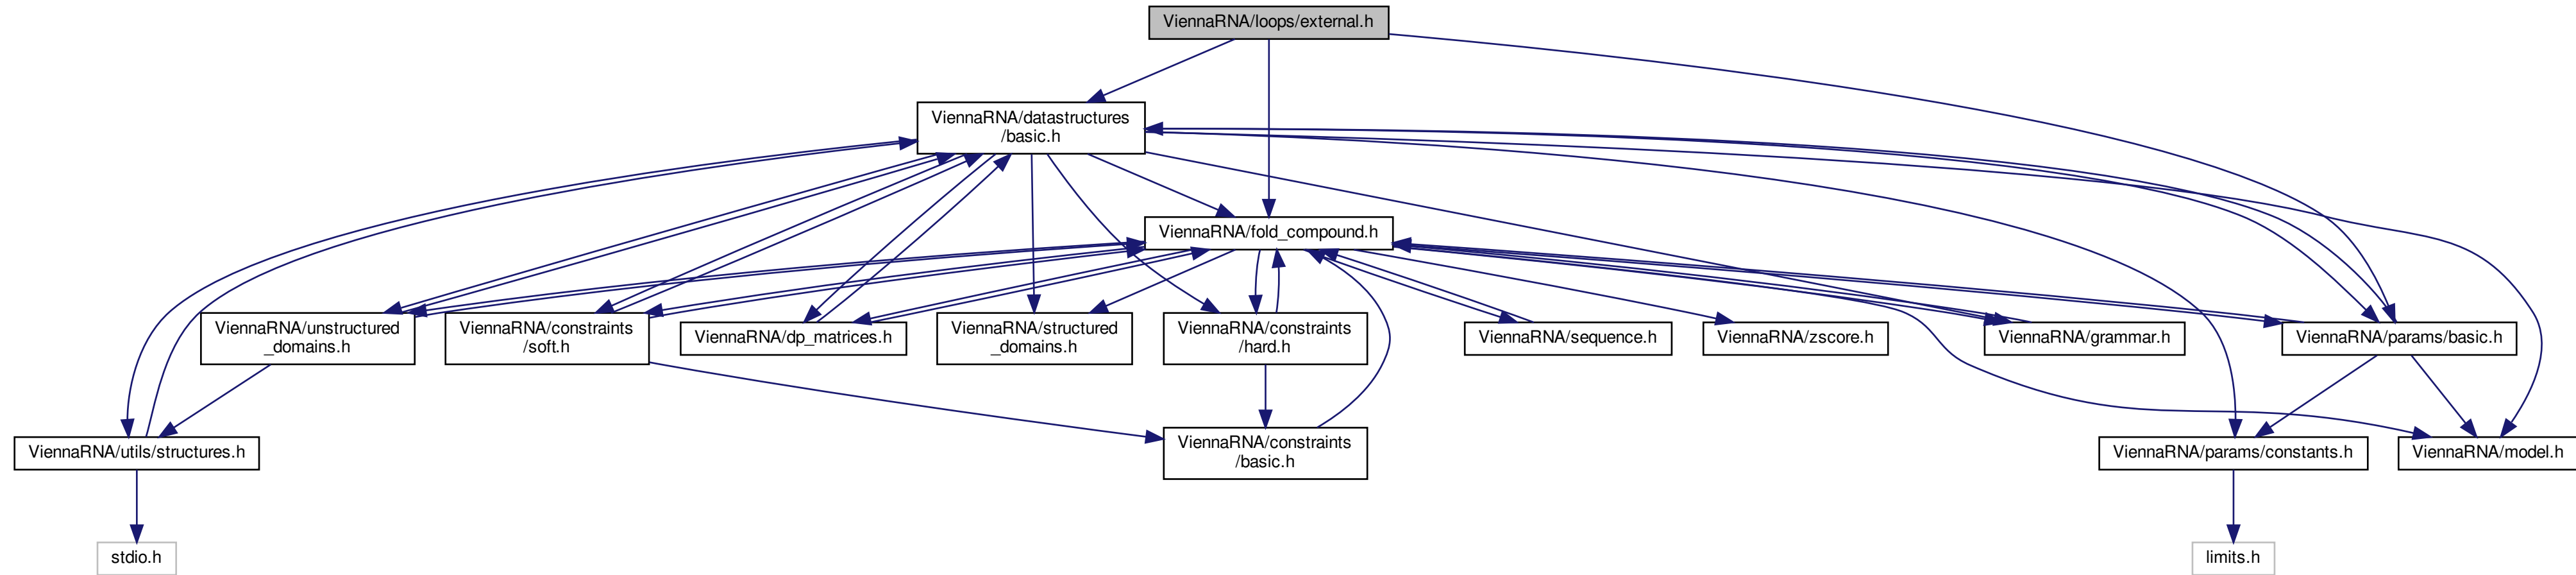 ViennaRNA/loops/external.h
ViennaRNA/datastructures
/basic.h
ViennaRNA/fold_compound.h
ViennaRNA/unstructured
_domains.h
ViennaRNA/constraints
/soft.h
ViennaRNA/dp_matrices.h
ViennaRNA/structured
_domains.h
ViennaRNA/constraints
/hard.h
ViennaRNA/sequence.h
ViennaRNA/zscore.h
ViennaRNA/grammar.h
ViennaRNA/params/basic.h
ViennaRNA/utils/structures.h
ViennaRNA/constraints
/basic.h
ViennaRNA/params/constants.h
ViennaRNA/model.h
stdio.h
limits.h